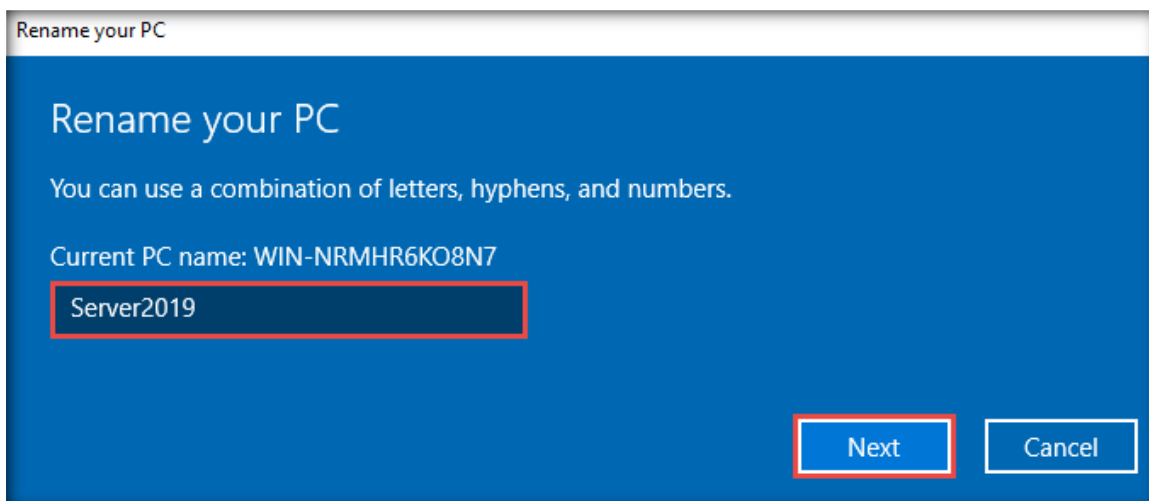 Rename your PC
Rename your PC
You can use a combination of letters, hyphens, and numbers.
Current PC name: WIN-NRMHR6KO8N7
Server2019
Next Cancel